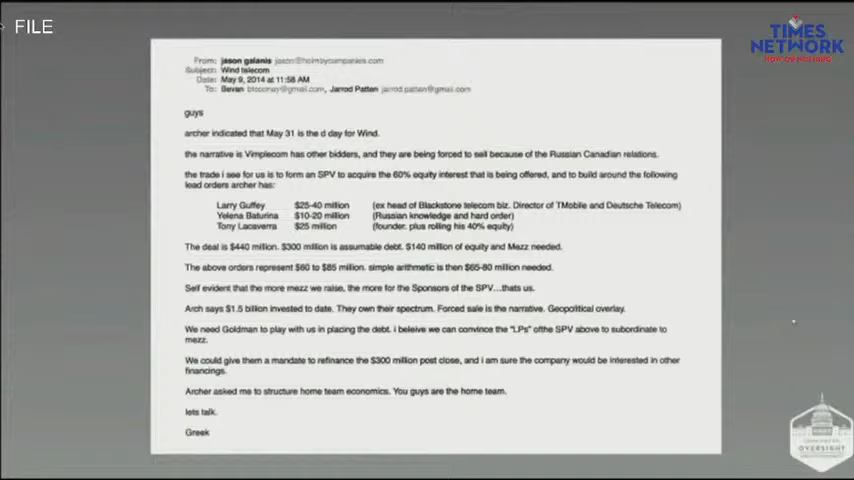 FILE
TIMES
NETWORK
NOW OR NOTHING
From: jason galanis jason@holmbycompanies.com
Subject: Wind telecom
Date: May 9, 2014 at 11:58 AM
To: Bevan btcooney@gmail.com, Jarrod Patten jarrod.patten@gmail.com
guys
archer indicated that May 31 is the d day for Wind.
the narrative is Vimplecom has other bidders, and they are being forced to sell because of the Russian Canadian relations.
the trade i see for us is to form an SPV to acquire the 60% equity interest that is being offered, and to build around the following
lead orders archer has:
Larry Guffey $25-40 million (ex head of Blackstone telecom biz. Director of TMobile and Deutsche Telecom)
Yelena Baturina $10-20 million (Russian knowledge and hard order)
Tony Lacaverra $25 million (founder. plus rolling his 40% equity)
The deal is $440 million. $300 million is assumable debt. $140 million of equity and Mezz needed.
The above orders represent $60 to $85 million. simple arithmetic is then $65-80 million needed.
Self evident that the more mezz we raise, the more for the Sponsors of the SPV...thats us.
Arch says $1.5 billion invested to date. They own their spectrum. Forced sale is the narrative. Geopolitical overlay.
We need Goldman to play with us in placing the debt. i beleive we can convince the "LPs" ofthe SPV above to subordinate to
mezz.
We could give them a mandate to refinance the $300 million post close, and i am sure the company would be interested in other
financings.
Archer asked me to structure home team economics. You guys are the home team.
lets talk.
Greek
OVERSIGHT